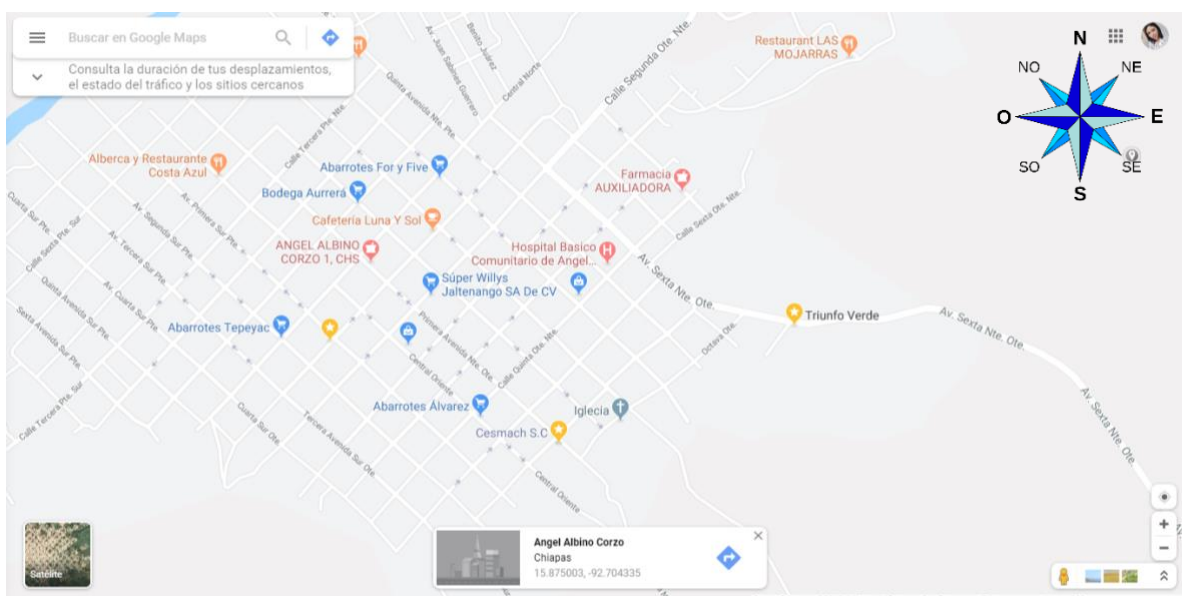 Buscar en Google Maps
Consulta la duración de tus desplazamientos,
el estado del tráfico y los sitios cercanos
Restaurant LAS
MOJARRAS
N
NO
NE
O
E
SO
SE
S
Av. Juan Sabines Guerrero
Benito Juárez
Central Norte
Calle Segunda Ote. Nte.
Quinta Avenida Nte. Pte.
Calle Tercera Pte. Nte.
Alberca y Restaurante
Costa Azul
Abarrotes For y Five
Bodega Aurrerá
Farmacia
AUXILIADORA
Cafetería Luna Y Sol
Calle Sexta Ote. Nte.
Cuarta Sur Pte.
Av. Segunda Sur Pte.
Av. Primera Sur Pte.
ANGEL ALBINO
CORZO 1, CHS
Hospital Basico
Comunitario de Angel...
Calle Sexta Pte. Sur
Av. Tercera Sur Pte.
Súper Willys
Jaltenango SA De CV
Av. Sexta Nte. Ote.
Quinta Avenida Sur Pte.
Av. Cuarta Sur Pte.
Sexta Avenida Sur Pte.
Abarrotes Tepeyac
Triunfo Verde
Av. Sexta Nte. Ote.
Primera Avenida Nte. Ote.
Octava Ote.
Central Oriente
Calle Quinta Ote. Nte.
Calle Tercera Pte. Sur
Abarrotes Álvarez
Iglecia
Av. Sexta Nte. Ote.
Cuarta Sur Ote.
Tercera Avenida Sur Ote.
Cesmach S.C
Central Oriente
Satélite
Angel Albino Corzo
Chiapas
15.875003, -92.704335